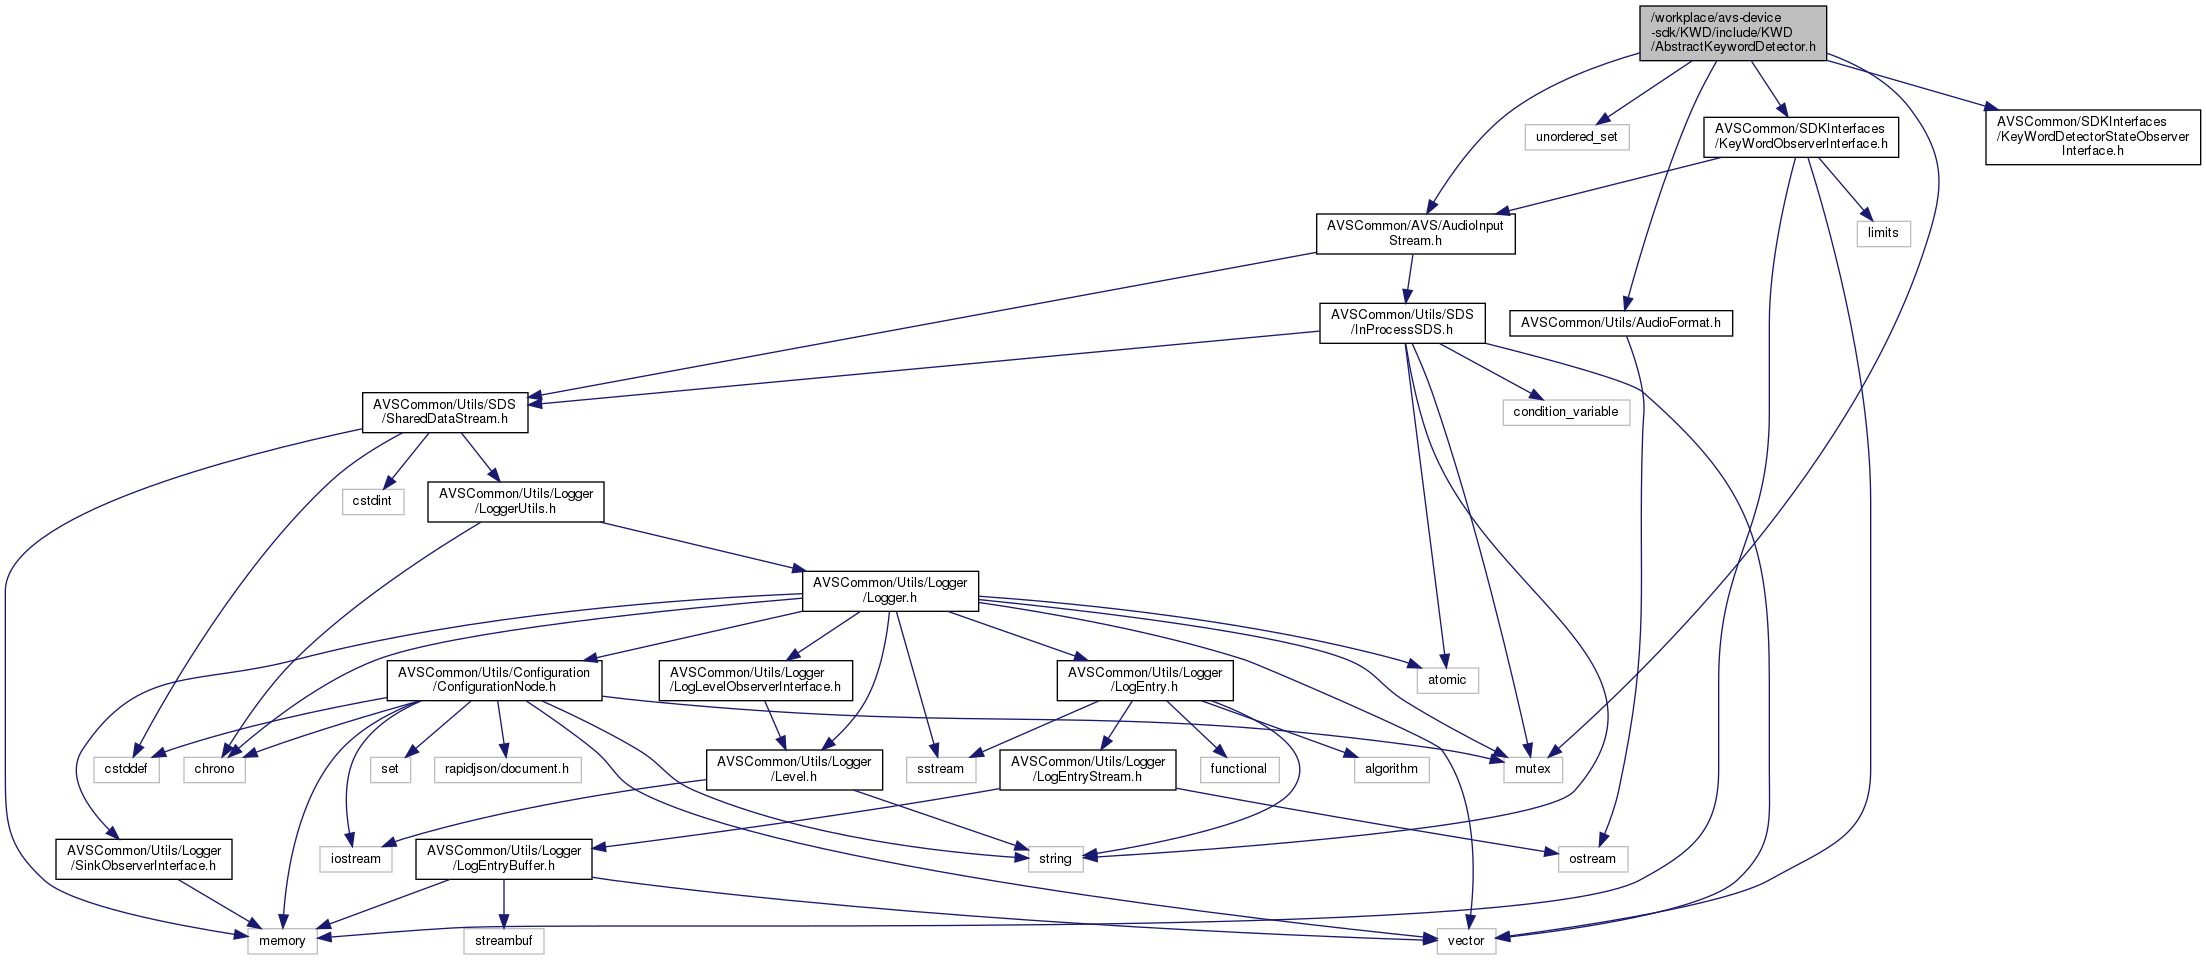 /workplace/avs-device
-sdk/KWD/include/KWD
/AbstractKeywordDetector.h
unordered_set
AVSCommon/SDKInterfaces
/KeyWordObserverInterface.h
AVSCommon/SDKInterfaces
/KeyWordDetectorStateObserver
Interface.h
AVSCommon/AVS/AudioInput
Stream.h
limits
AVSCommon/Utils/SDS
/InProcessSDS.h
AVSCommon/Utils/AudioFormat.h
AVSCommon/Utils/SDS
/SharedDataStream.h
condition_variable
cstdint
AVSCommon/Utils/Logger
/LoggerUtils.h
AVSCommon/Utils/Logger
/Logger.h
AVSCommon/Utils/Configuration
/ConfigurationNode.h
AVSCommon/Utils/Logger
/LogLevelObserverInterface.h
AVSCommon/Utils/Logger
/LogEntry.h
atomic
cstddef
chrono
set
rapidjson/document.h
AVSCommon/Utils/Logger
/Level.h
sstream
AVSCommon/Utils/Logger
/LogEntryStream.h
functional
algorithm
mutex
AVSCommon/Utils/Logger
/SinkObserverInterface.h
iostream
AVSCommon/Utils/Logger
/LogEntryBuffer.h
string
ostream
memory
streambuf
vector